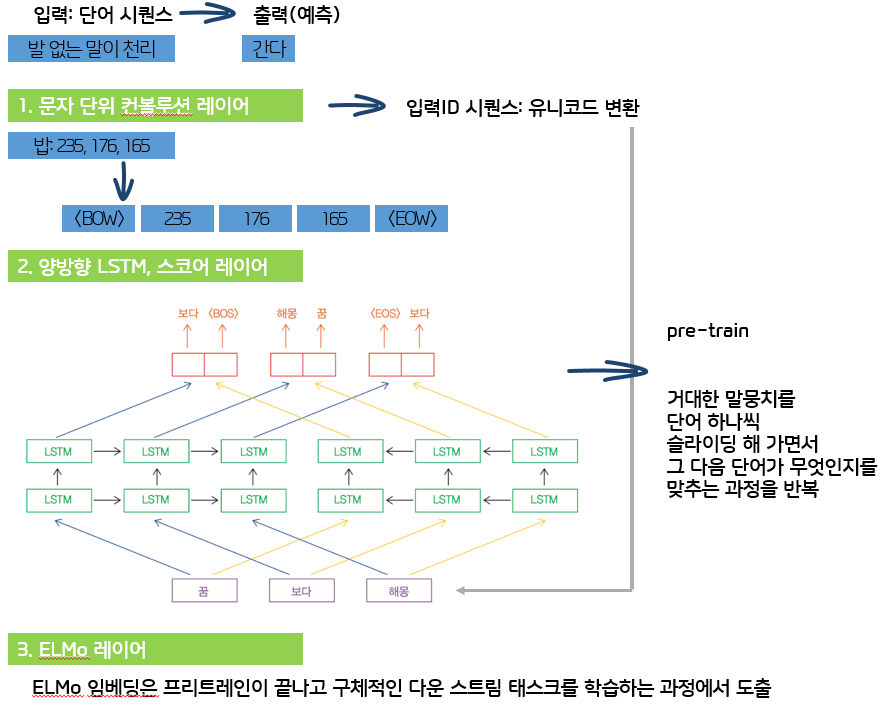 입력: 단어 시퀀스
출력(예측)
발 없는 말이 천리
간다
1. 문자 단위 컨볼루션 레이어
입력ID 시퀀스: 유니코드 변환
밥: 235, 176, 165
〈BOW〉 235 176 165 〈EOW〉
2. 양방향 LSTM, 스코어 레이어
보다 〈BOS〉 해몽 꿈 〈EOS〉 보다
LSTM LSTM LSTM LSTM LSTM LSTM
LSTM LSTM LSTM LSTM LSTM LSTM
꿈 보다 해몽
pre-train
거대한 말뭉치를
단어 하나씩
슬라이딩 해 가면서
그 다음 단어가 무엇인지를
맞추는 과정을 반복
3. ELMo 레이어
ELMo 임베딩은 프리트레인이 끝나고 구체적인 다운 스트림 태스크를 학습하는 과정에서 도출